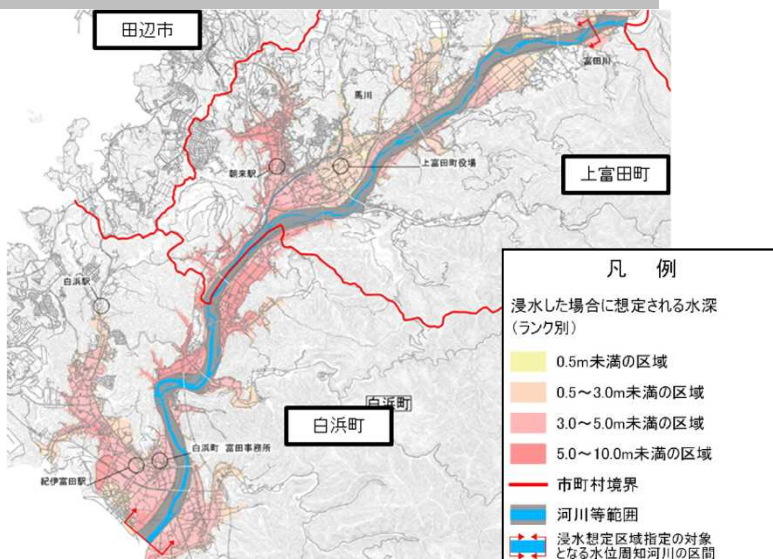 田辺市
富田川
馬川
朝来駅
上富田町役場
上富田町
白浜駅
白浜町
白浜町
白浜町 富田事務所
紀伊富田駅
凡 例
浸水した場合に想定される水深
(ランク別)
0.5m未満の区域
0.5～3.0m未満の区域
3.0～5.0m未満の区域
5.0～10.0m未満の区域
市町村境界
河川等範囲
浸水想定区域指定の対象
となる水位周知河川の区間